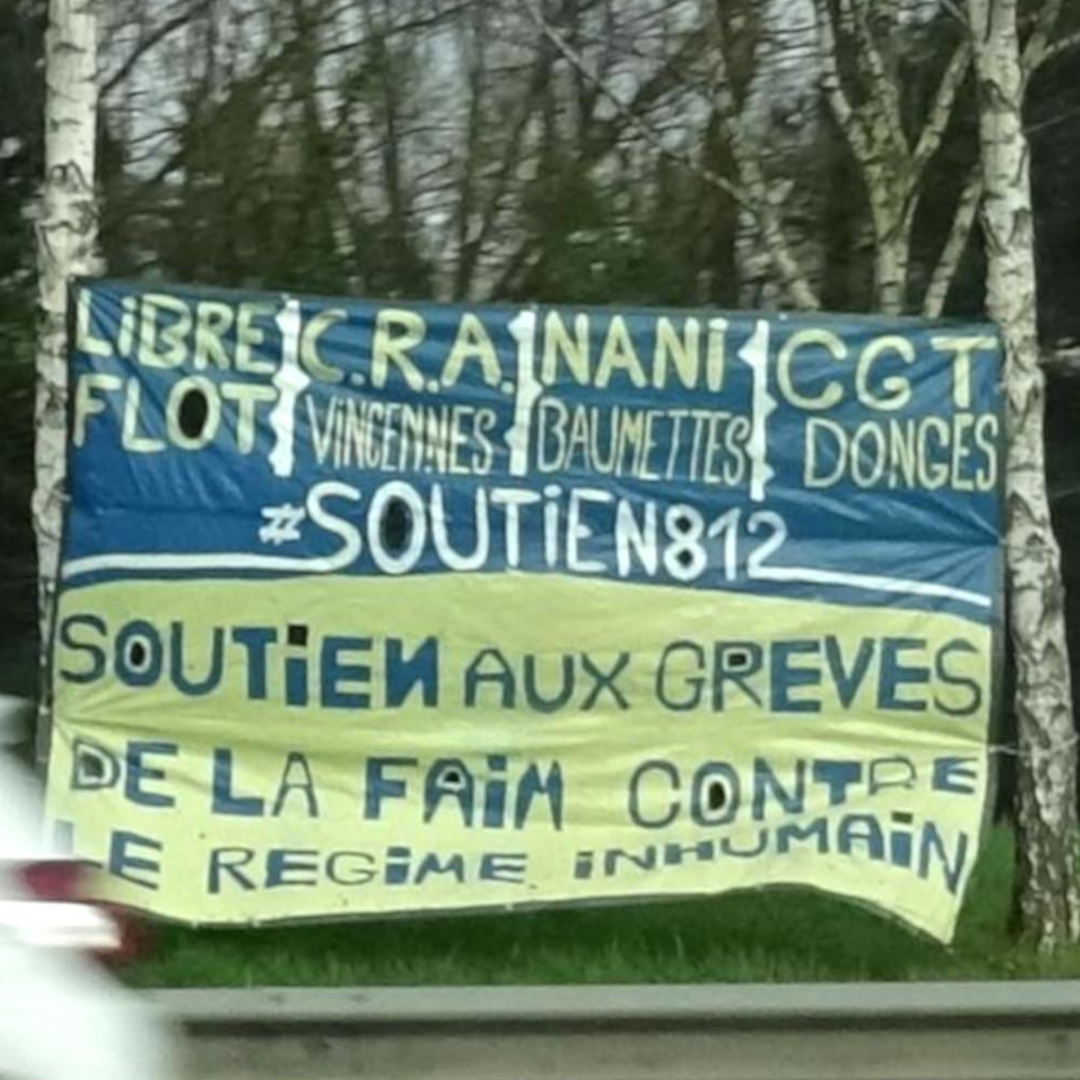 LiBRE C.R.A. NANi CGT
FLOT VINCENNES BAUMETTES DONGES
#SOUTiEN812
SOUTiEN AUX GREVES
DE LA FAiM CONTRE
LE REGiME iNHUMAiN